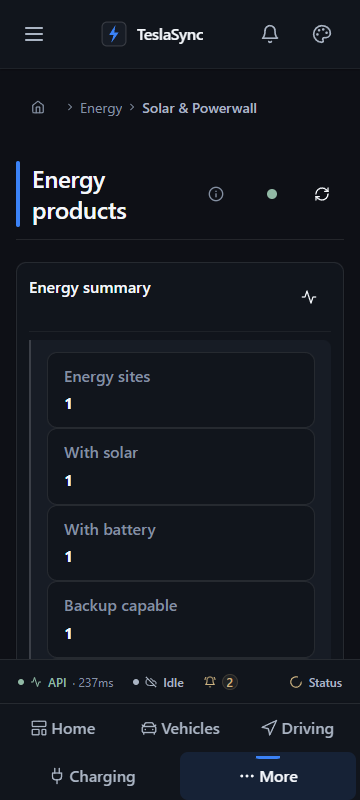 TeslaSync
Energy > Solar & Powerwall
Energy
products
Energy summary
Energy sites
1
With solar
1
With battery
1
Backup capable
1
API · 237ms Idle 2 Status
Home Vehicles Driving
Charging More